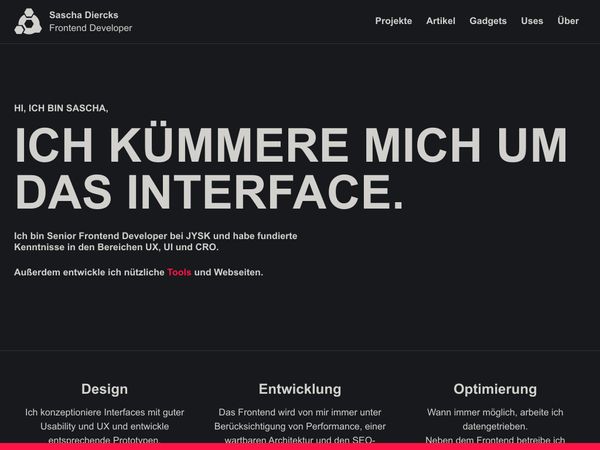 Sascha Diercks
Frontend Developer
Projekte Artikel Gadgets Uses Über
HI, ICH BIN SASCHA,
ICH KÜMMERE MICH UM
DAS INTERFACE.
Ich bin Senior Frontend Developer bei JYSK und habe fundierte
Kenntnisse in den Bereichen UX, UI und CRO.
Außerdem entwickle ich nützliche Tools und Webseiten.
Design
Ich konzeptioniere Interfaces mit guter
Usability und UX und entwickle
entsprechende Prototypen.
Entwicklung
Das Frontend wird von mir immer unter
Berücksichtigung von Performance, einer
wartbaren Architektur und den SEO-
Optimierung
Wann immer möglich, arbeite ich
datengetrieben.
Neben dem Frontend betreibe ich